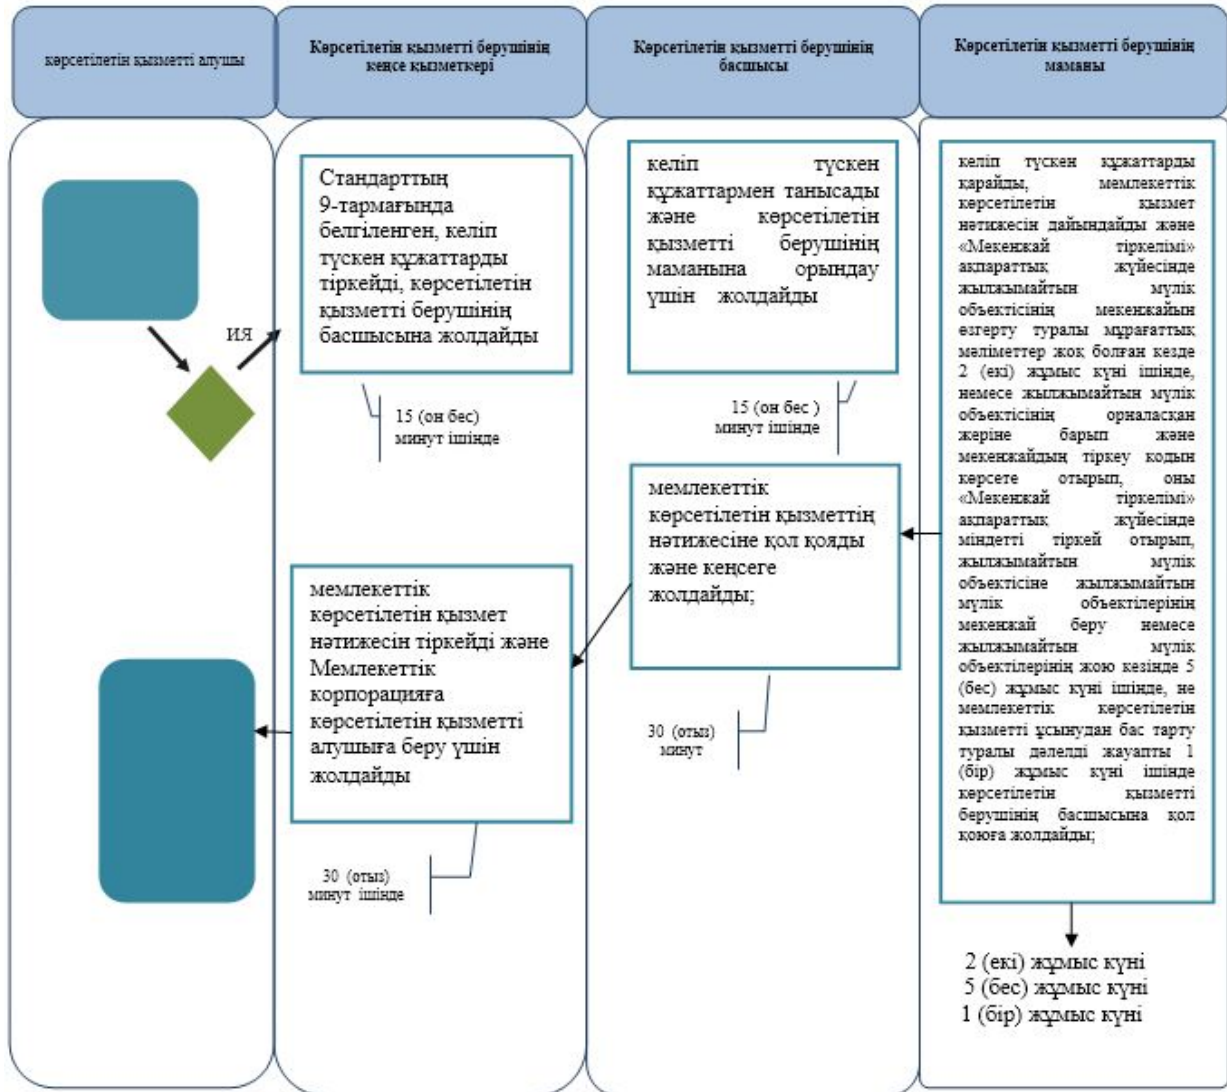 көрсетілетін қызметті алушы
Көрсетілетін қызметті берушінің
кеңсе қызметкері
Көрсетілетін қызметті берушінің
басшысы
Көрсетілетін қызметті берушінің
маманы
ИЯ
Стандарттың
9-тармағында
белгіленген, келіп
түскен құжаттарды
тіркейді, көрсетілетін
қызметті берушінің
басшысына жолдайды
15 (он бес)
минут ішінде
мемлекеттік
көрсетілетін қызмет
нәтижесін тіркейді және
Мемлекеттік
корпорацияға
көрсетілетін қызметті
алушыға беру үшін
жолдайды
30 (отыз)
минут ішінде
келіп түскен
құжаттармен танысады
және көрсетілетін
қызметті берушінің
маманына орындау
үшін жолдайды
15 (он бес )
минут ішінде
мемлекеттік
көрсетілетін қызметтің
нәтижесіне қол қояды
және кеңсеге
жолдайды;
30 (отыз)
минут
келіп түскен құжаттарды
қарайды, мемлекеттік
көрсетілетін қызмет
нәтижесін дайындайды және
«Мекенжай тіркелімі»
ақпараттық жүйесінде
жылжымайтын мүлік
объектісінің мекенжайын
өзгерту туралы мұрағаттық
мәліметтер жоқ болған кезде
2 (екі) жұмыс күні ішінде,
немесе жылжымайтын мүлік
объектісінің орналасқан
жеріне барып және
мекенжайдың тіркеу кодын
көрсете отырып, оны
«Мекенжай тіркелімі»
ақпараттық жүйесінде
міндетті тіркей отырып,
жылжымайтын мүлік
объектісіне жылжымайтын
мүлік объектілерінің
мекенжай беру немесе
жылжымайтын мүлік
объектілерінің жою кезінде 5
(бес) жұмыс күні ішінде, не
мемлекеттік көрсетілетін
қызметті ұсынудан бас тарту
туралы дәлелді жауапты 1
(бір) жұмыс күні ішінде
көрсетілетін қызметті
берушінің басшысына қол
қоюға жолдайды;
2 (екі) жұмыс күні
5 (бес) жұмыс күні
1 (бір) жұмыс күні